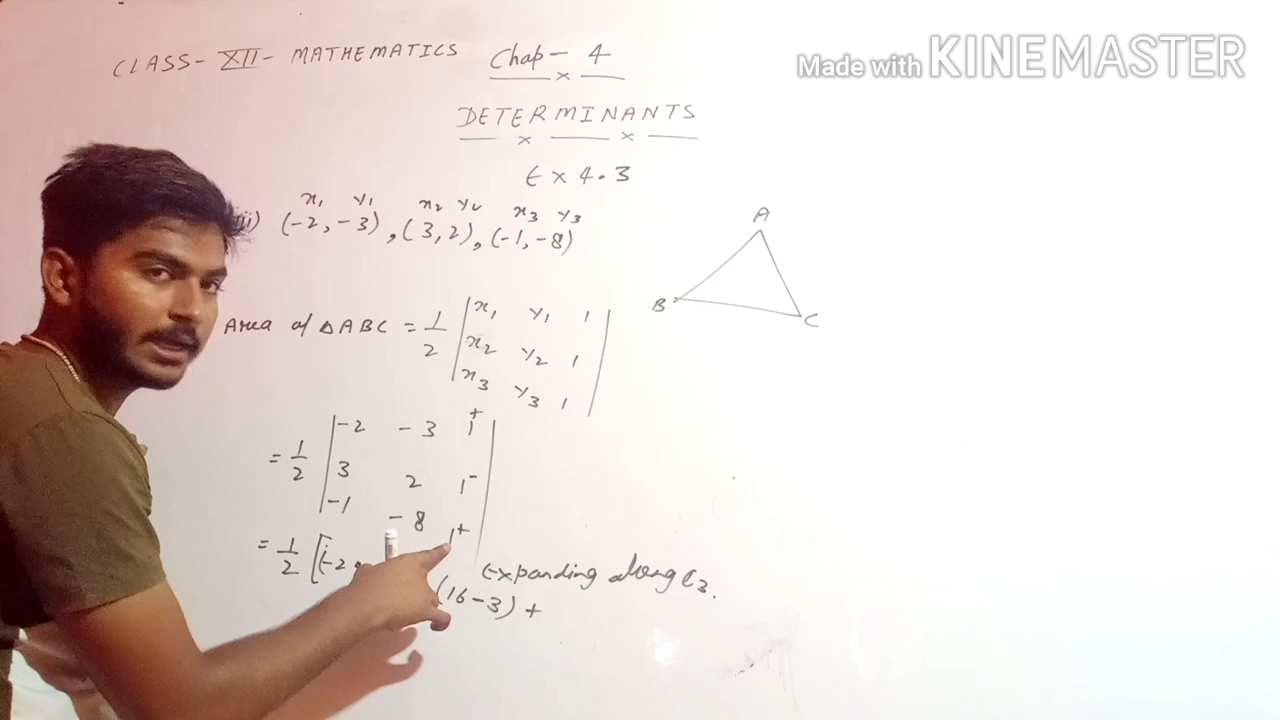 CLASS- XII - MATHEMATICS Chap - 4
Made with KINEMASTER
DETERMINANTS
Ex 4.3
x1 y1 x2 y2 x3 y3
(-2, -3), (3, 2), (-1, -8)
A
B
C
Area of △ABC = 1/2 | x1 y1 1
x2 y2 1
x3 y3 1 |
= 1/2 | -2 -3 1+
3 2 1-
-1 -8 1+ |
= 1/2 [(-2
Expanding along C3.
(16-3) +